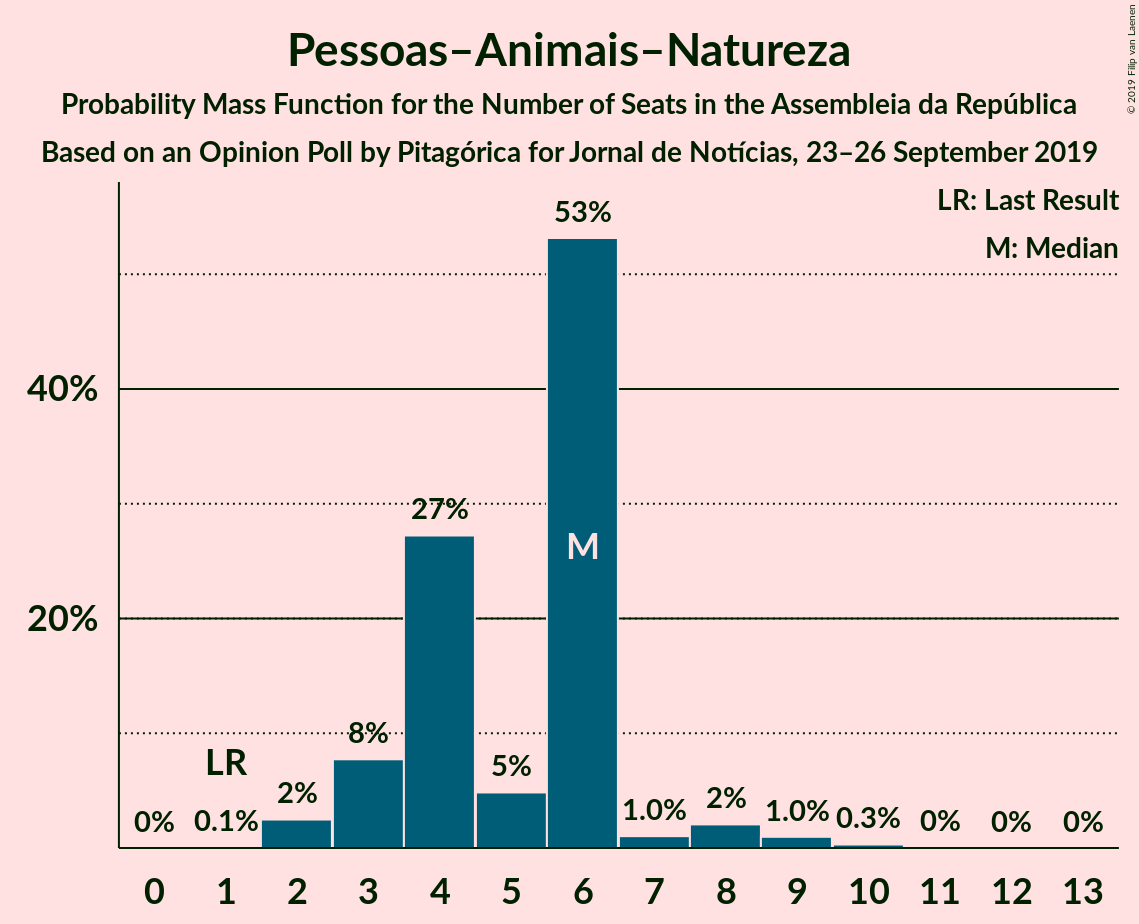 Pessoas–Animais–Natureza
Probability Mass Function for the Number of Seats in the Assembleia da República
Based on an Opinion Poll by Pitagórica for Jornal de Notícias, 23–26 September 2019
© 2019 Filip van Laenen
LR: Last Result
M: Median
53%
40%
27%
M
20%
8%
LR
5%
2%
2%
0%
0.1%
1.0%
1.0%
0.3%
0%
0%
0%
0 1 2 3 4 5 6 7 8 9 10 11 12 13